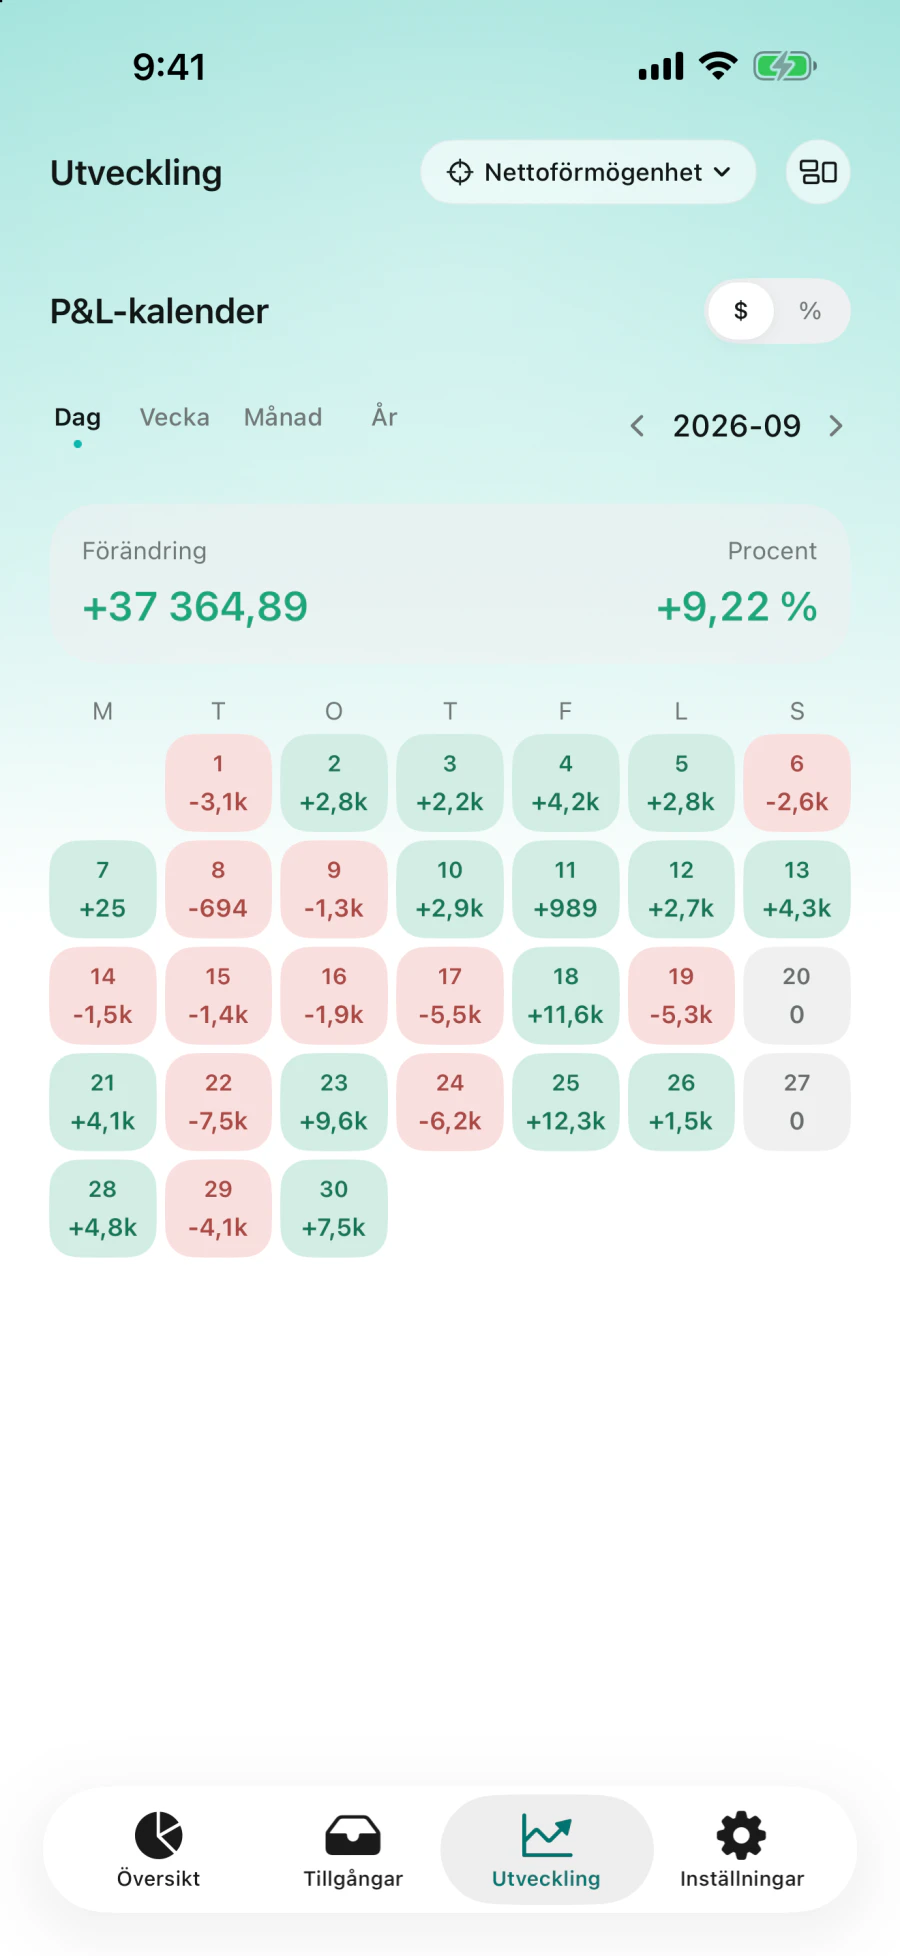 9:41
Utveckling
Nettoförmögenhet
P&L-kalender
$ %
Dag Vecka Månad År
2026-09
Förändring Procent
+37 364,89 +9,22 %
M T O T F L S
1 2 3 4 5 6
-3,1k +2,8k +2,2k +4,2k +2,8k -2,6k
7 8 9 10 11 12 13
+25 -694 -1,3k +2,9k +989 +2,7k +4,3k
14 15 16 17 18 19 20
-1,5k -1,4k -1,9k -5,5k +11,6k -5,3k 0
21 22 23 24 25 26 27
+4,1k -7,5k +9,6k -6,2k +12,3k +1,5k 0
28 29 30
+4,8k -4,1k +7,5k
Översikt Tillgångar Utveckling Inställningar